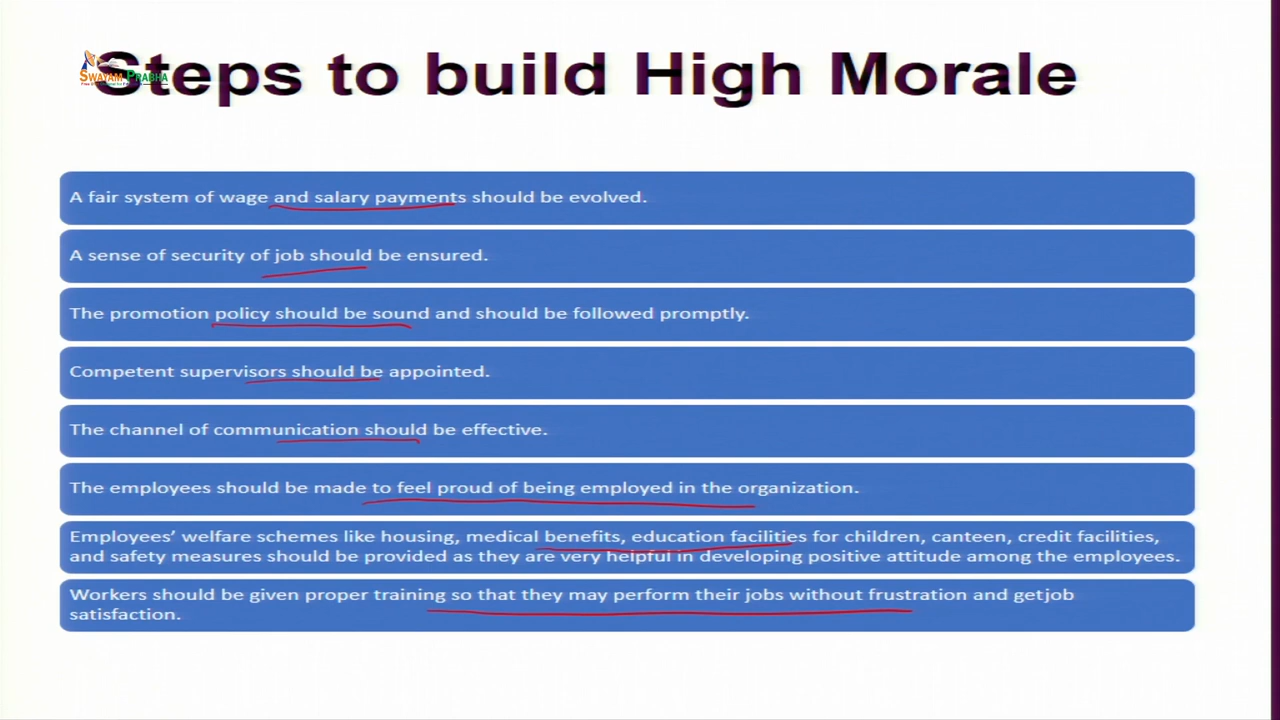 Steps to build High Morale
SWAYAM PRABHA
A fair system of wage and salary payments should be evolved.
A sense of security of job should be ensured.
The promotion policy should be sound and should be followed promptly.
Competent supervisors should be appointed.
The channel of communication should be effective.
The employees should be made to feel proud of being employed in the organization.
Employees’ welfare schemes like housing, medical benefits, education facilities for children, canteen, credit facilities,
and safety measures should be provided as they are very helpful in developing positive attitude among the employees.
Workers should be given proper training so that they may perform their jobs without frustration and getjob
satisfaction.